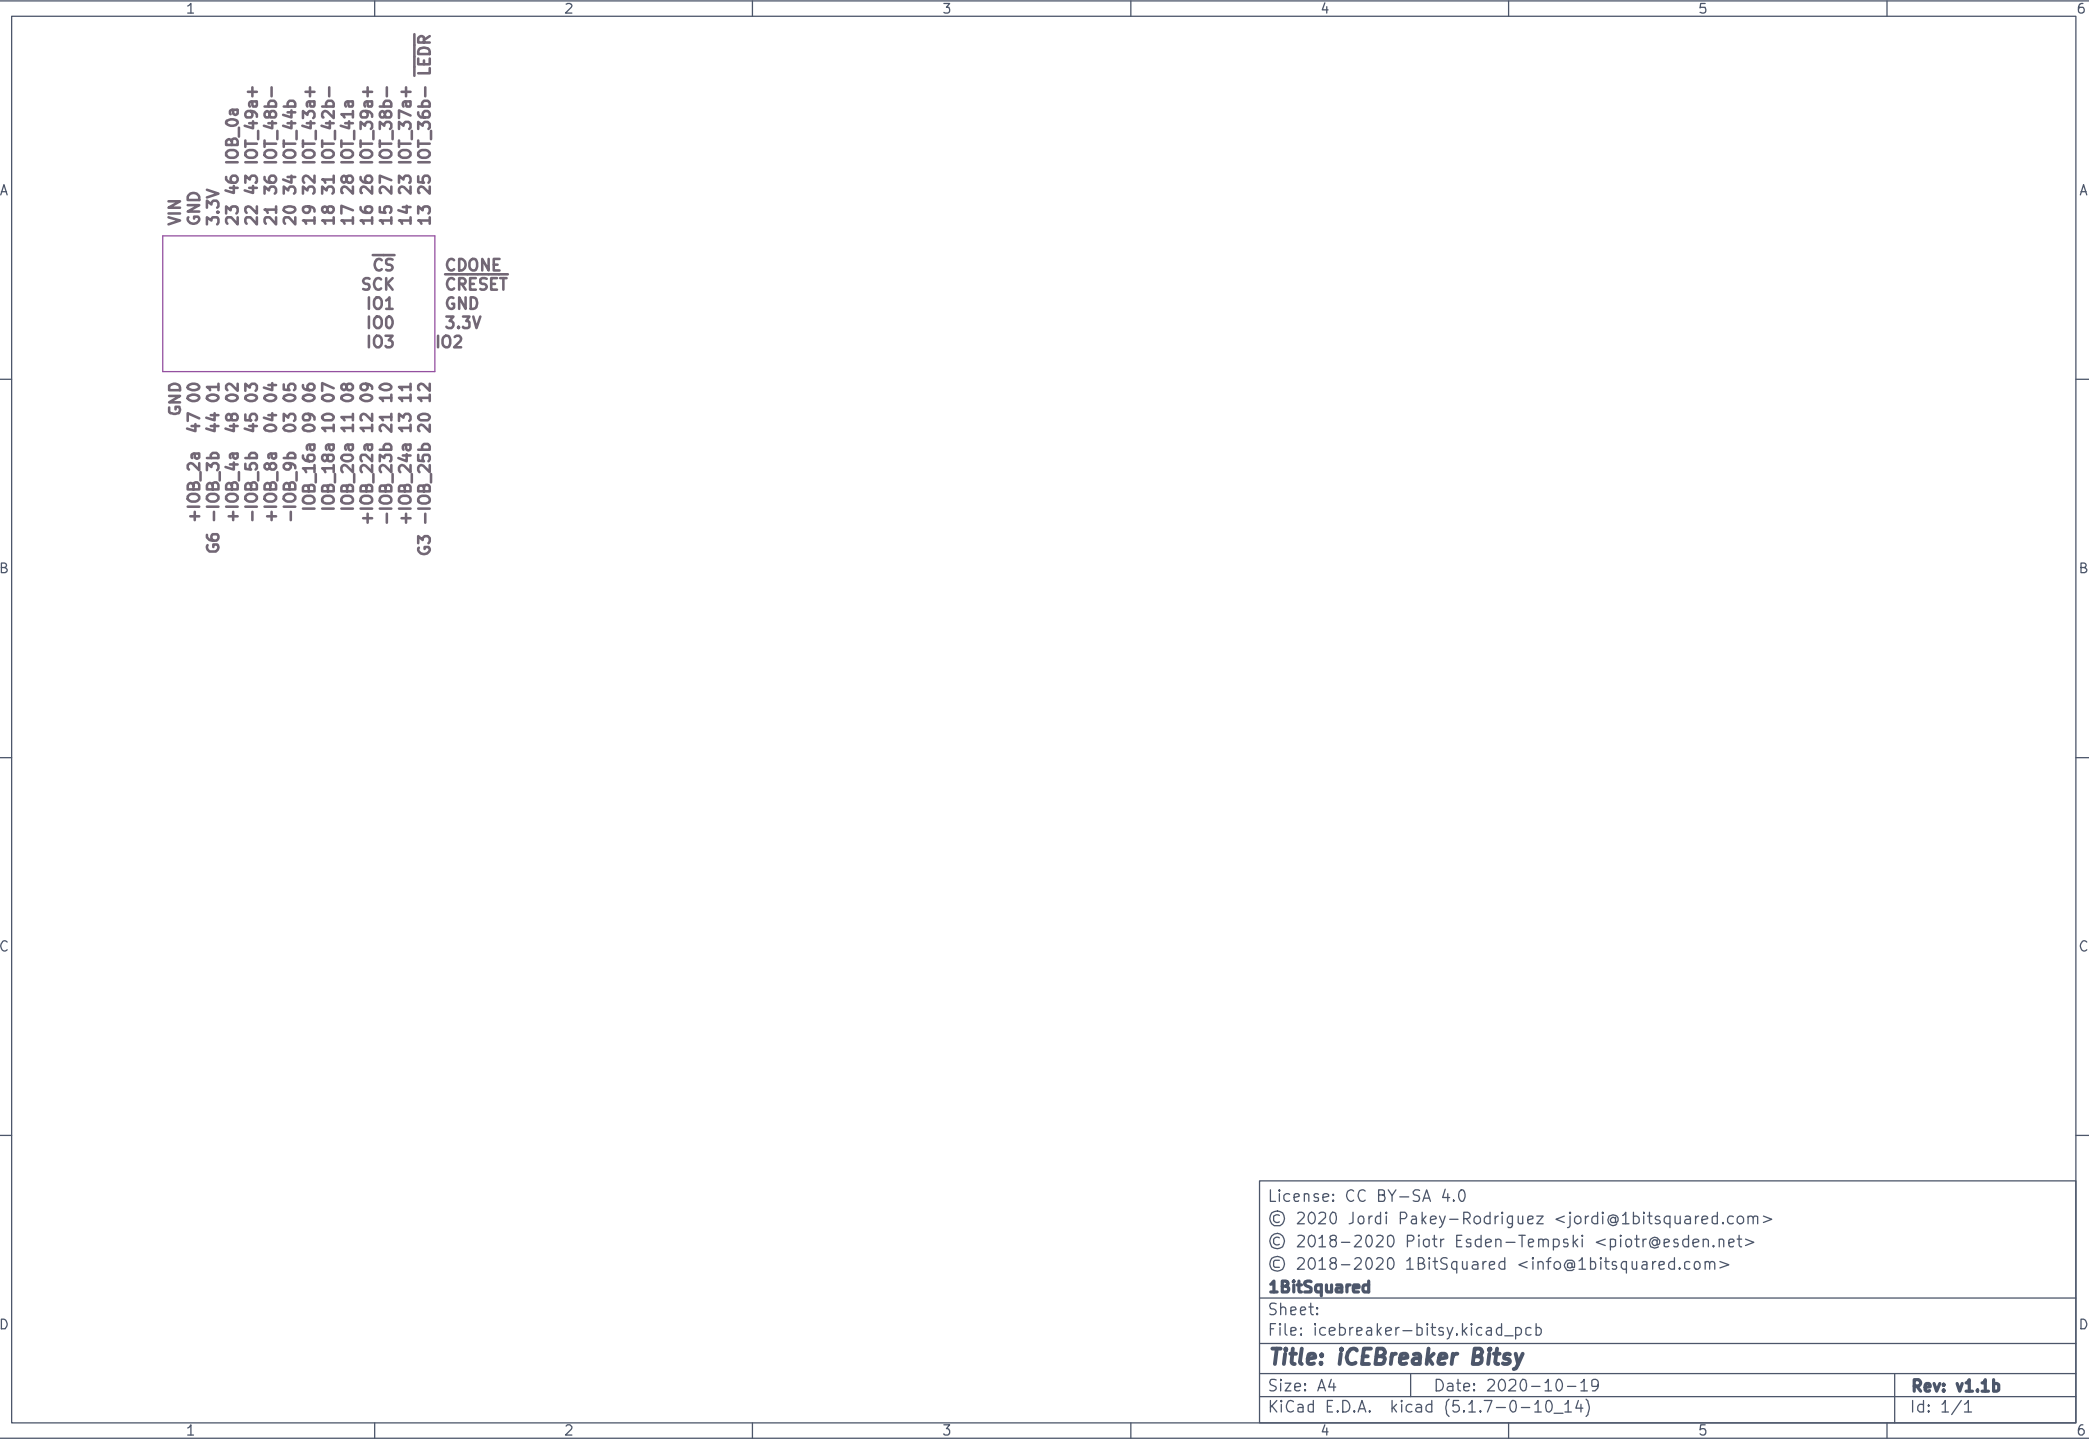 1 2 3 4 5 6
LEDR
VIN
GND
3.3V
23 46 IOB_0a
22 43 IOT_49a+
21 36 IOT_48b-
20 34 IOT_44b
19 32 IOT_43a+
18 31 IOT_42b-
17 28 IOT_41a
16 26 IOT_39a+
15 27 IOT_38b-
14 23 IOT_37a+
13 25 IOT_36b-
A A
CS CDONE
SCK CRESET
IO1 GND
IO0 3.3V
IO3 IO2
GND
+IOB_2a 47 00
G6 -IOB_3b 44 01
+IOB_4a 48 02
-IOB_5b 45 03
+IOB_8a 04 04
-IOB_9b 03 05
IOB_16a 09 06
IOB_18a 10 07
IOB_20a 11 08
+IOB_22a 12 09
-IOB_23b 21 10
+IOB_24a 13 11
G3 -IOB_25b 20 12
B B
C C
License: CC BY-SA 4.0
© 2020 Jordi Pakey-Rodriguez <jordi@1bitsquared.com>
© 2018-2020 Piotr Esden-Tempski <piotr@esden.net>
© 2018-2020 1BitSquared <info@1bitsquared.com>
1BitSquared
Sheet:
D D
File: icebreaker-bitsy.kicad_pcb
Title: iCEBreaker Bitsy
Size: A4 Date: 2020-10-19 Rev: v1.1b
KiCad E.D.A. kicad (5.1.7-0-10_14) Id: 1/1
1 2 3 4 5 6